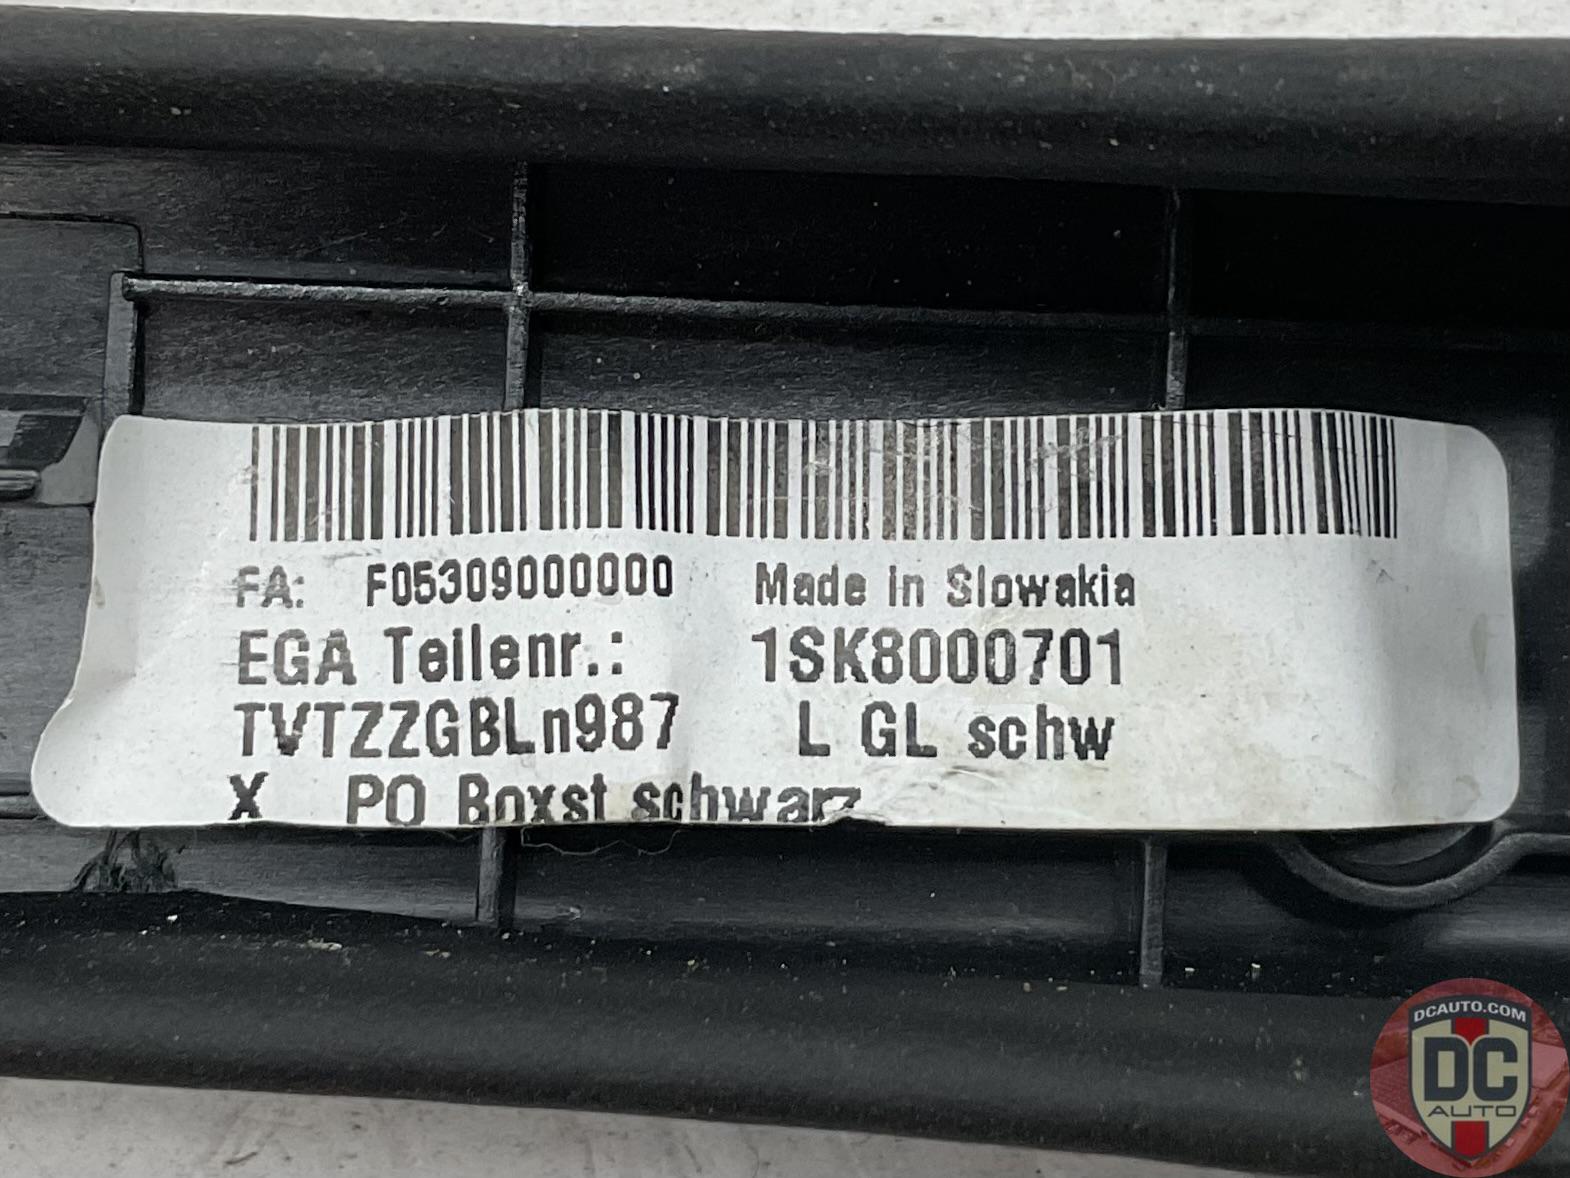 FA: F05309000000 Made in Slowakia
EGA Teilenr.: 1SK8000701
TVTZZGBLn987 L GL schw
X PO Boxst schwarz
DCAUTO.COM
DC
AUTO